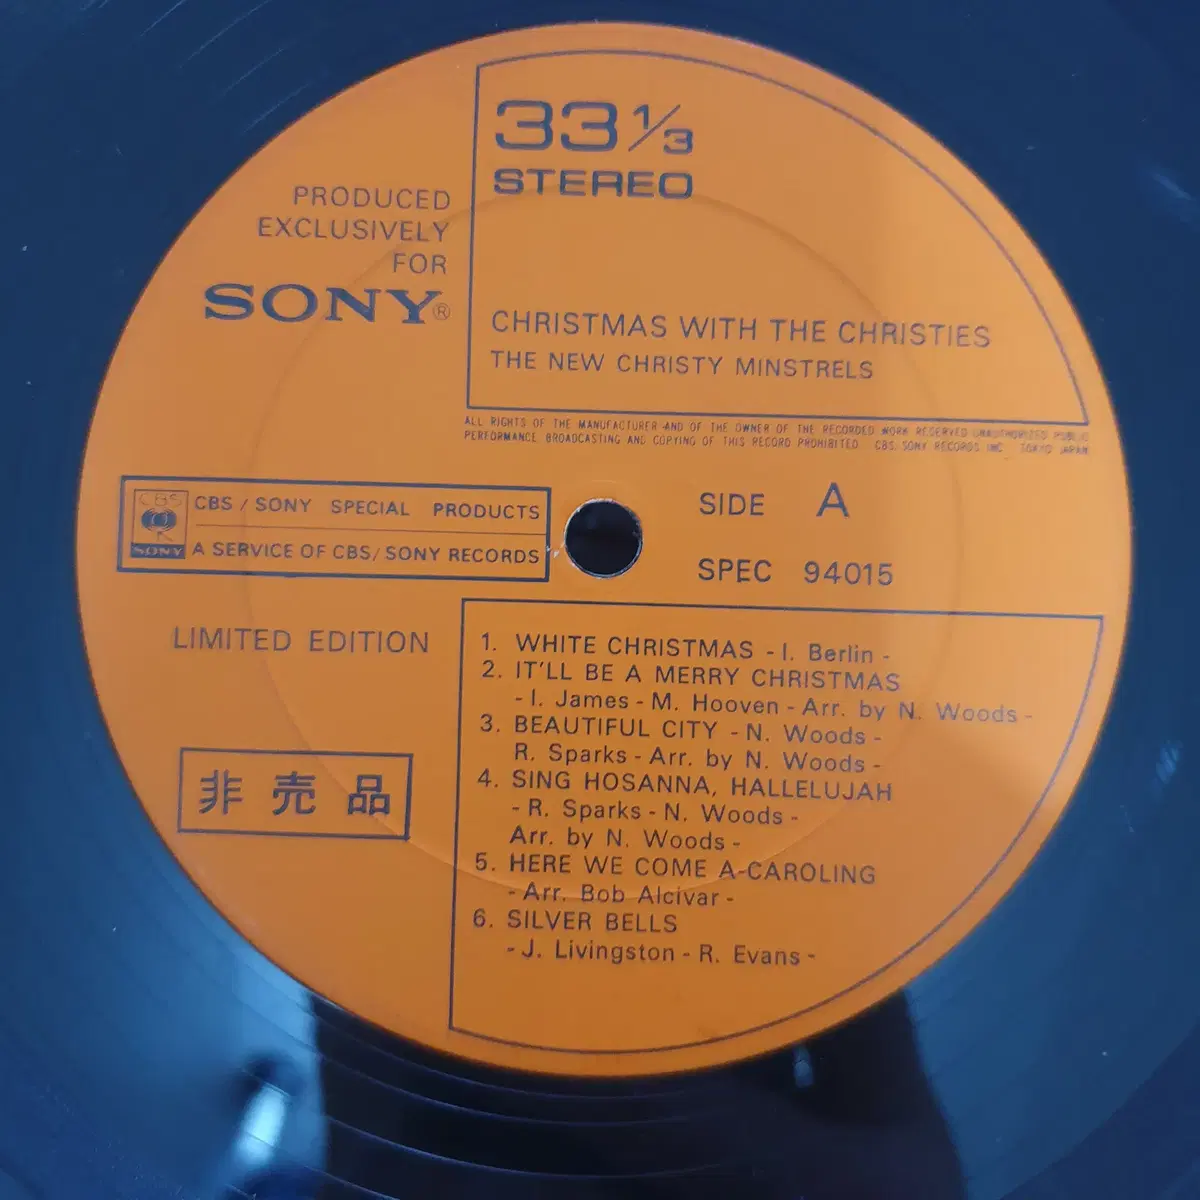 33 1/3
STEREO
PRODUCED
EXCLUSIVELY
FOR
SONY®
CHRISTMAS WITH THE CHRISTIES
THE NEW CHRISTY MINSTRELS
ALL RIGHTS OF THE MANUFACTURER AND OF THE OWNER OF THE RECORDED WORK RESERVED UNAUTHORIZED PUBLIC
PERFORMANCE BROADCASTING AND COPYING OF THIS RECORD PROHIBITED CBS/SONY RECORDS INC. TOKYO JAPAN
CBS
SONY
CBS / SONY SPECIAL PRODUCTS
A SERVICE OF CBS/SONY RECORDS
SIDE A
SPEC 94015
LIMITED EDITION
非売品
1. WHITE CHRISTMAS - I. Berlin -
2. IT'LL BE A MERRY CHRISTMAS
- I. James - M. Hooven - Arr. by N. Woods -
3. BEAUTIFUL CITY - N. Woods -
R. Sparks - Arr. by N. Woods -
4. SING HOSANNA, HALLELUJAH
- R. Sparks - N. Woods -
Arr. by N. Woods -
5. HERE WE COME A-CAROLING
- Arr. Bob Alcivar -
6. SILVER BELLS
- J. Livingston - R. Evans -